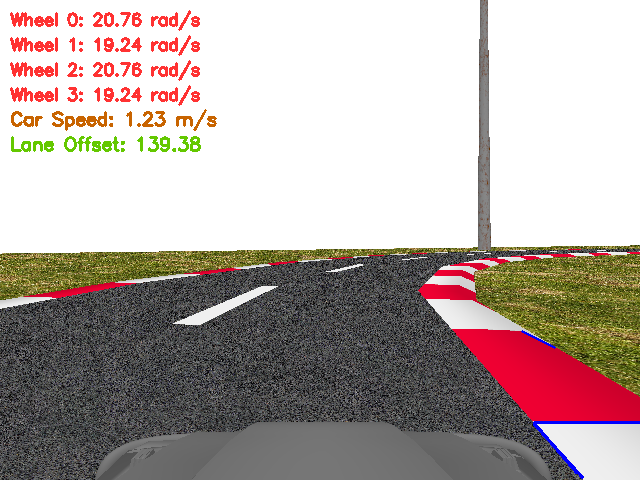 Wheel 0: 20.76 rad/s
Wheel 1: 19.24 rad/s
Wheel 2: 20.76 rad/s
Wheel 3: 19.24 rad/s
Car Speed: 1.23 m/s
Lane Offset: 139.38